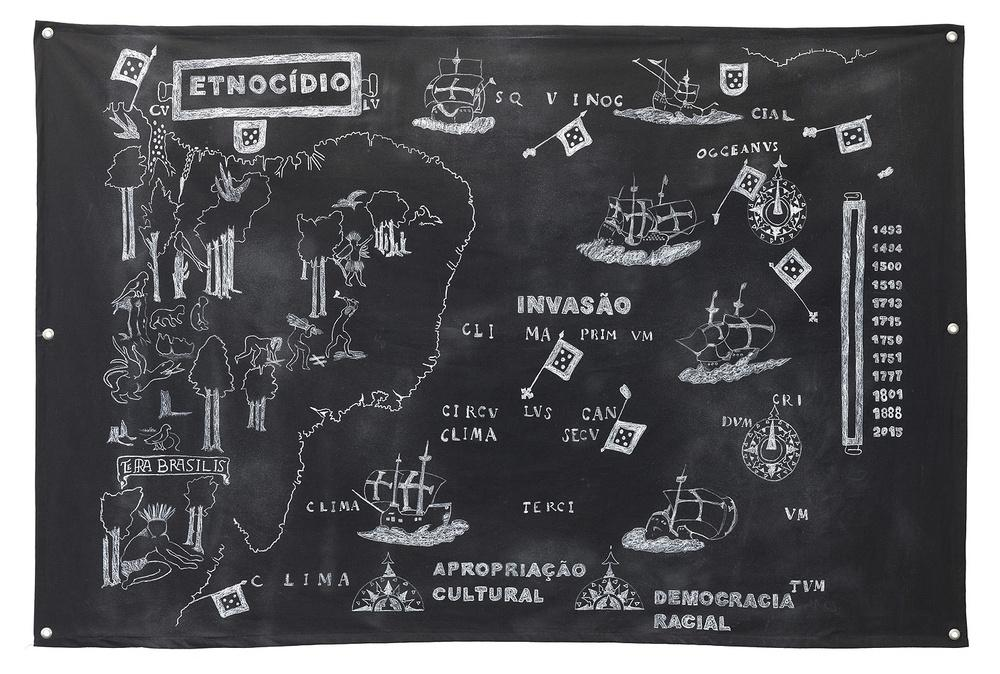 ETNOCÍDIO
CV
LV
SQ VINOC
CIAL
OCCEANVS
1493
1494
1500
1519
1713
1715
1750
1751
1777
1801
1888
2015
INVASÃO
CLI MA PRIM VM
CRI
DVM
CIRCV LVS CAN
CLIMA SECV
TERRA BRASILIS
CLIMA TERCI VM
C LIMA
APROPRIAÇÃO
CULTURAL
TVM
DEMOCRACIA
RACIAL